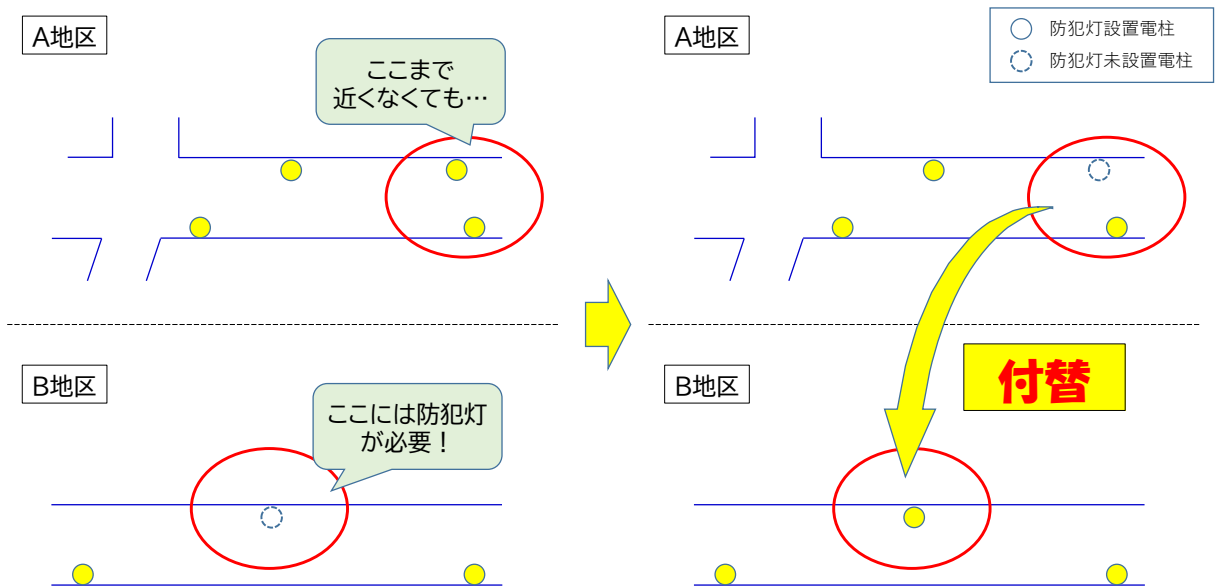 A地区
ここまで
近くなくても…
B地区
ここには防犯灯
が必要！
A地区
防犯灯設置電柱
防犯灯未設置電柱
付替
B地区